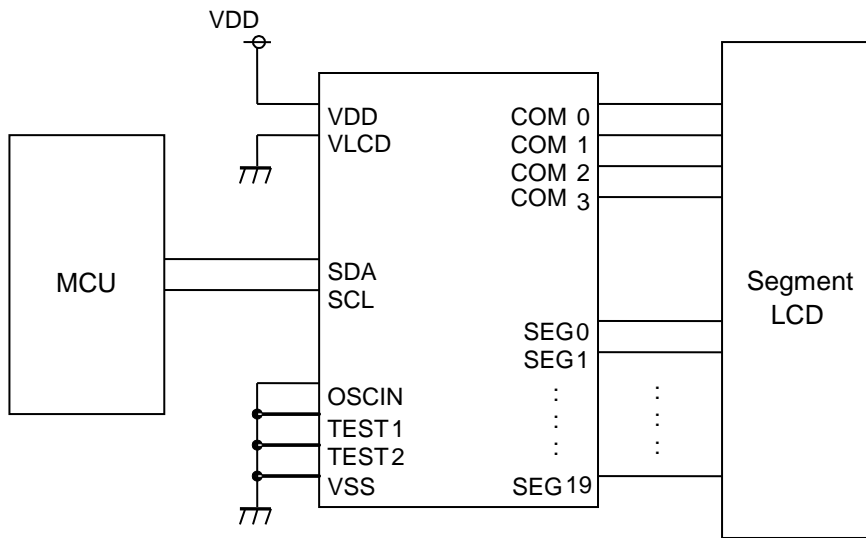 VDD
VDD
VLCD
SDA
SCL
OSCIN
TEST1
TEST2
VSS
COM 0
COM 1
COM 2
COM 3
SEG0
SEG1
SEG19
MCU
Segment
LCD